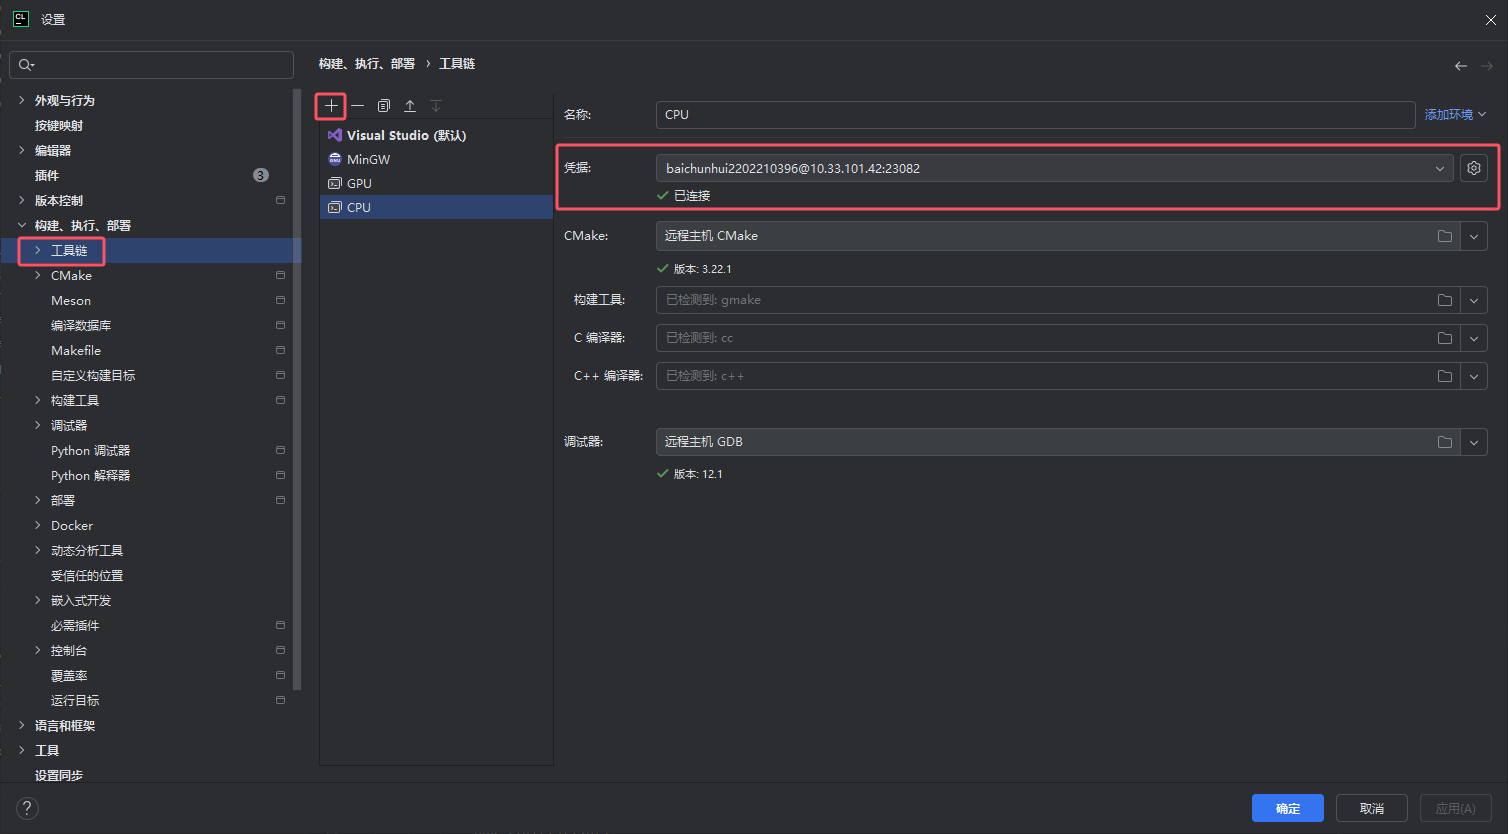 CL 设置
外观与行为
按键映射
编辑器
插件 3
版本控制
构建、执行、部署
工具链
CMake
Meson
编译数据库
Makefile
自定义构建目标
构建工具
调试器
Python 调试器
Python 解释器
部署
Docker
动态分析工具
受信任的位置
嵌入式开发
必需插件
控制台
覆盖率
运行目标
语言和框架
工具
设置同步
构建、执行、部署 › 工具链
Visual Studio (默认)
MinGW
GPU
CPU
名称: CPU 添加环境
凭据: baichunhui2202210396@10.33.101.42:23082
已连接
CMake: 远程主机 CMake
版本: 3.22.1
构建工具: 已检测到: gmake
C 编译器: 已检测到: cc
C++ 编译器: 已检测到: c++
调试器: 远程主机 GDB
版本: 12.1
? 确定 取消 应用(A)